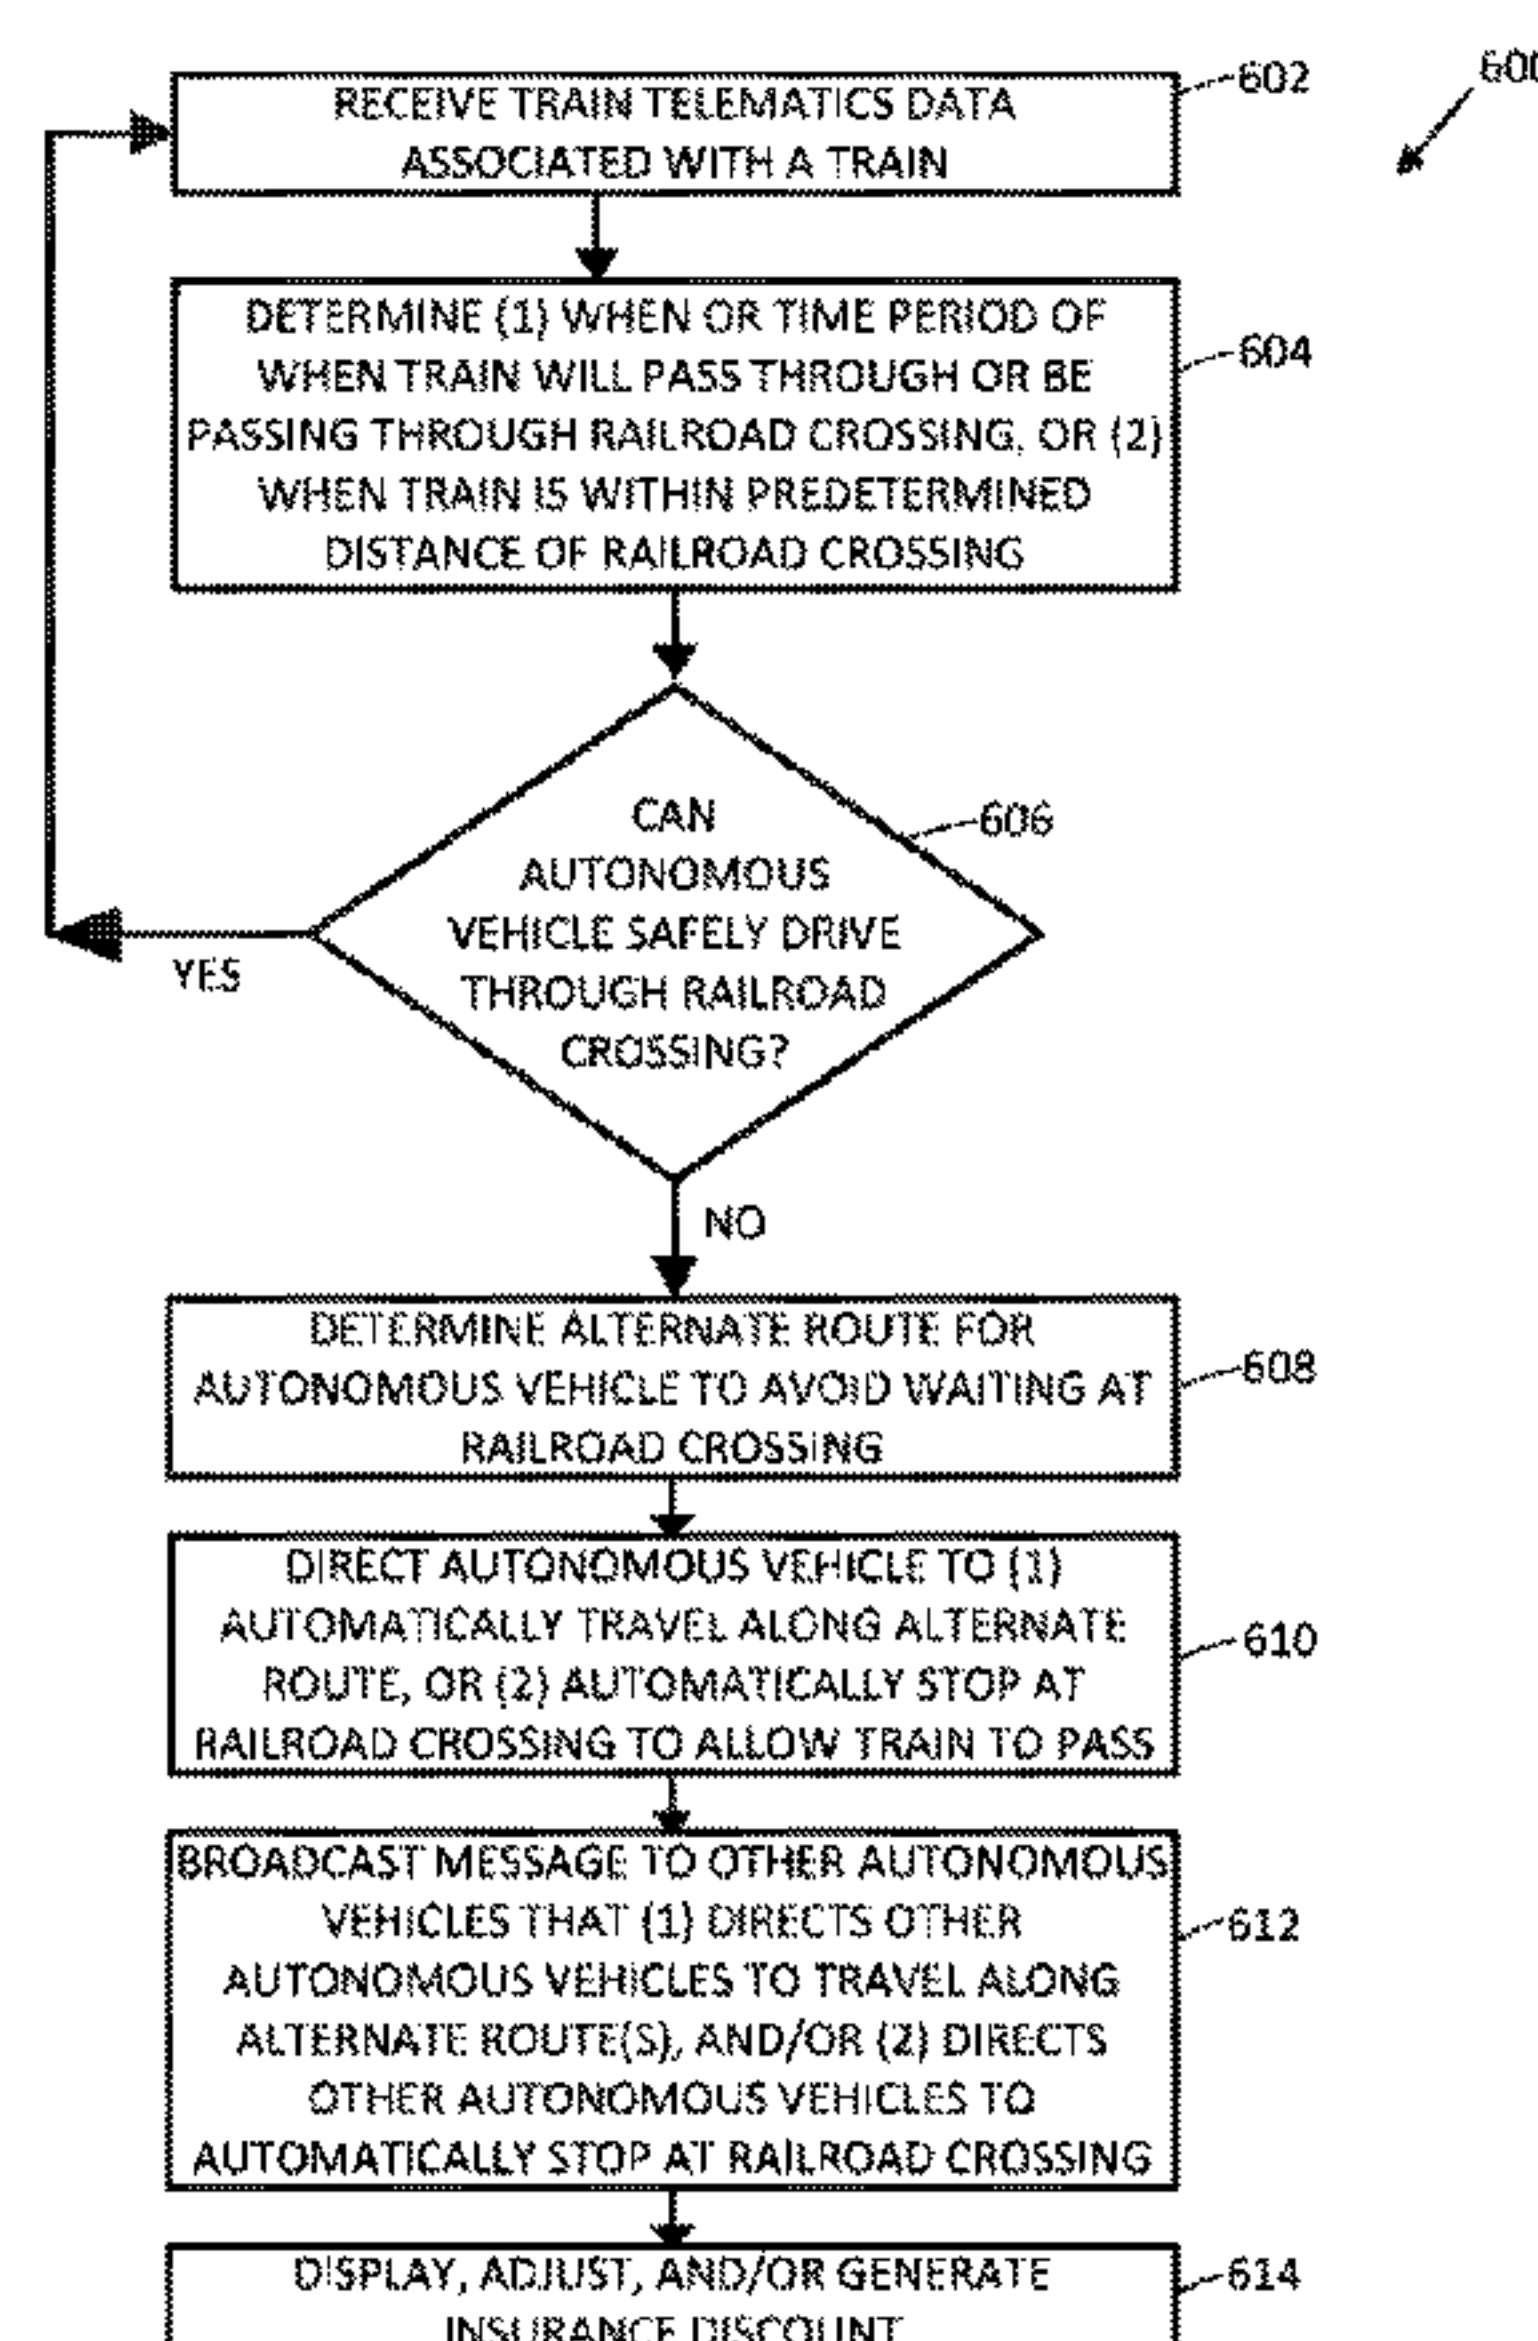 600
602
RECEIVE TRAIN TELEMATICS DATA
ASSOCIATED WITH A TRAIN
DETERMINE (1) WHEN OR TIME PERIOD OF
WHEN TRAIN WILL PASS THROUGH OR BE
PASSING THROUGH RAILROAD CROSSING, OR (2)
WHEN TRAIN IS WITHIN PREDETERMINED
DISTANCE OF RAILROAD CROSSING
604
CAN
AUTONOMOUS
VEHICLE SAFELY DRIVE
THROUGH RAILROAD
CROSSING?
606
YES
NO
DETERMINE ALTERNATE ROUTE FOR
AUTONOMOUS VEHICLE TO AVOID WAITING AT
RAILROAD CROSSING
608
DIRECT AUTONOMOUS VEHICLE TO (1)
AUTOMATICALLY TRAVEL ALONG ALTERNATE
ROUTE, OR (2) AUTOMATICALLY STOP AT
RAILROAD CROSSING TO ALLOW TRAIN TO PASS
610
BROADCAST MESSAGE TO OTHER AUTONOMOUS
VEHICLES THAT (1) DIRECTS OTHER
AUTONOMOUS VEHICLES TO TRAVEL ALONG
ALTERNATE ROUTE(S), AND/OR (2) DIRECTS
OTHER AUTONOMOUS VEHICLES TO
AUTOMATICALLY STOP AT RAILROAD CROSSING
612
DISPLAY, ADJUST, AND/OR GENERATE
INSURANCE DISCOUNT
614